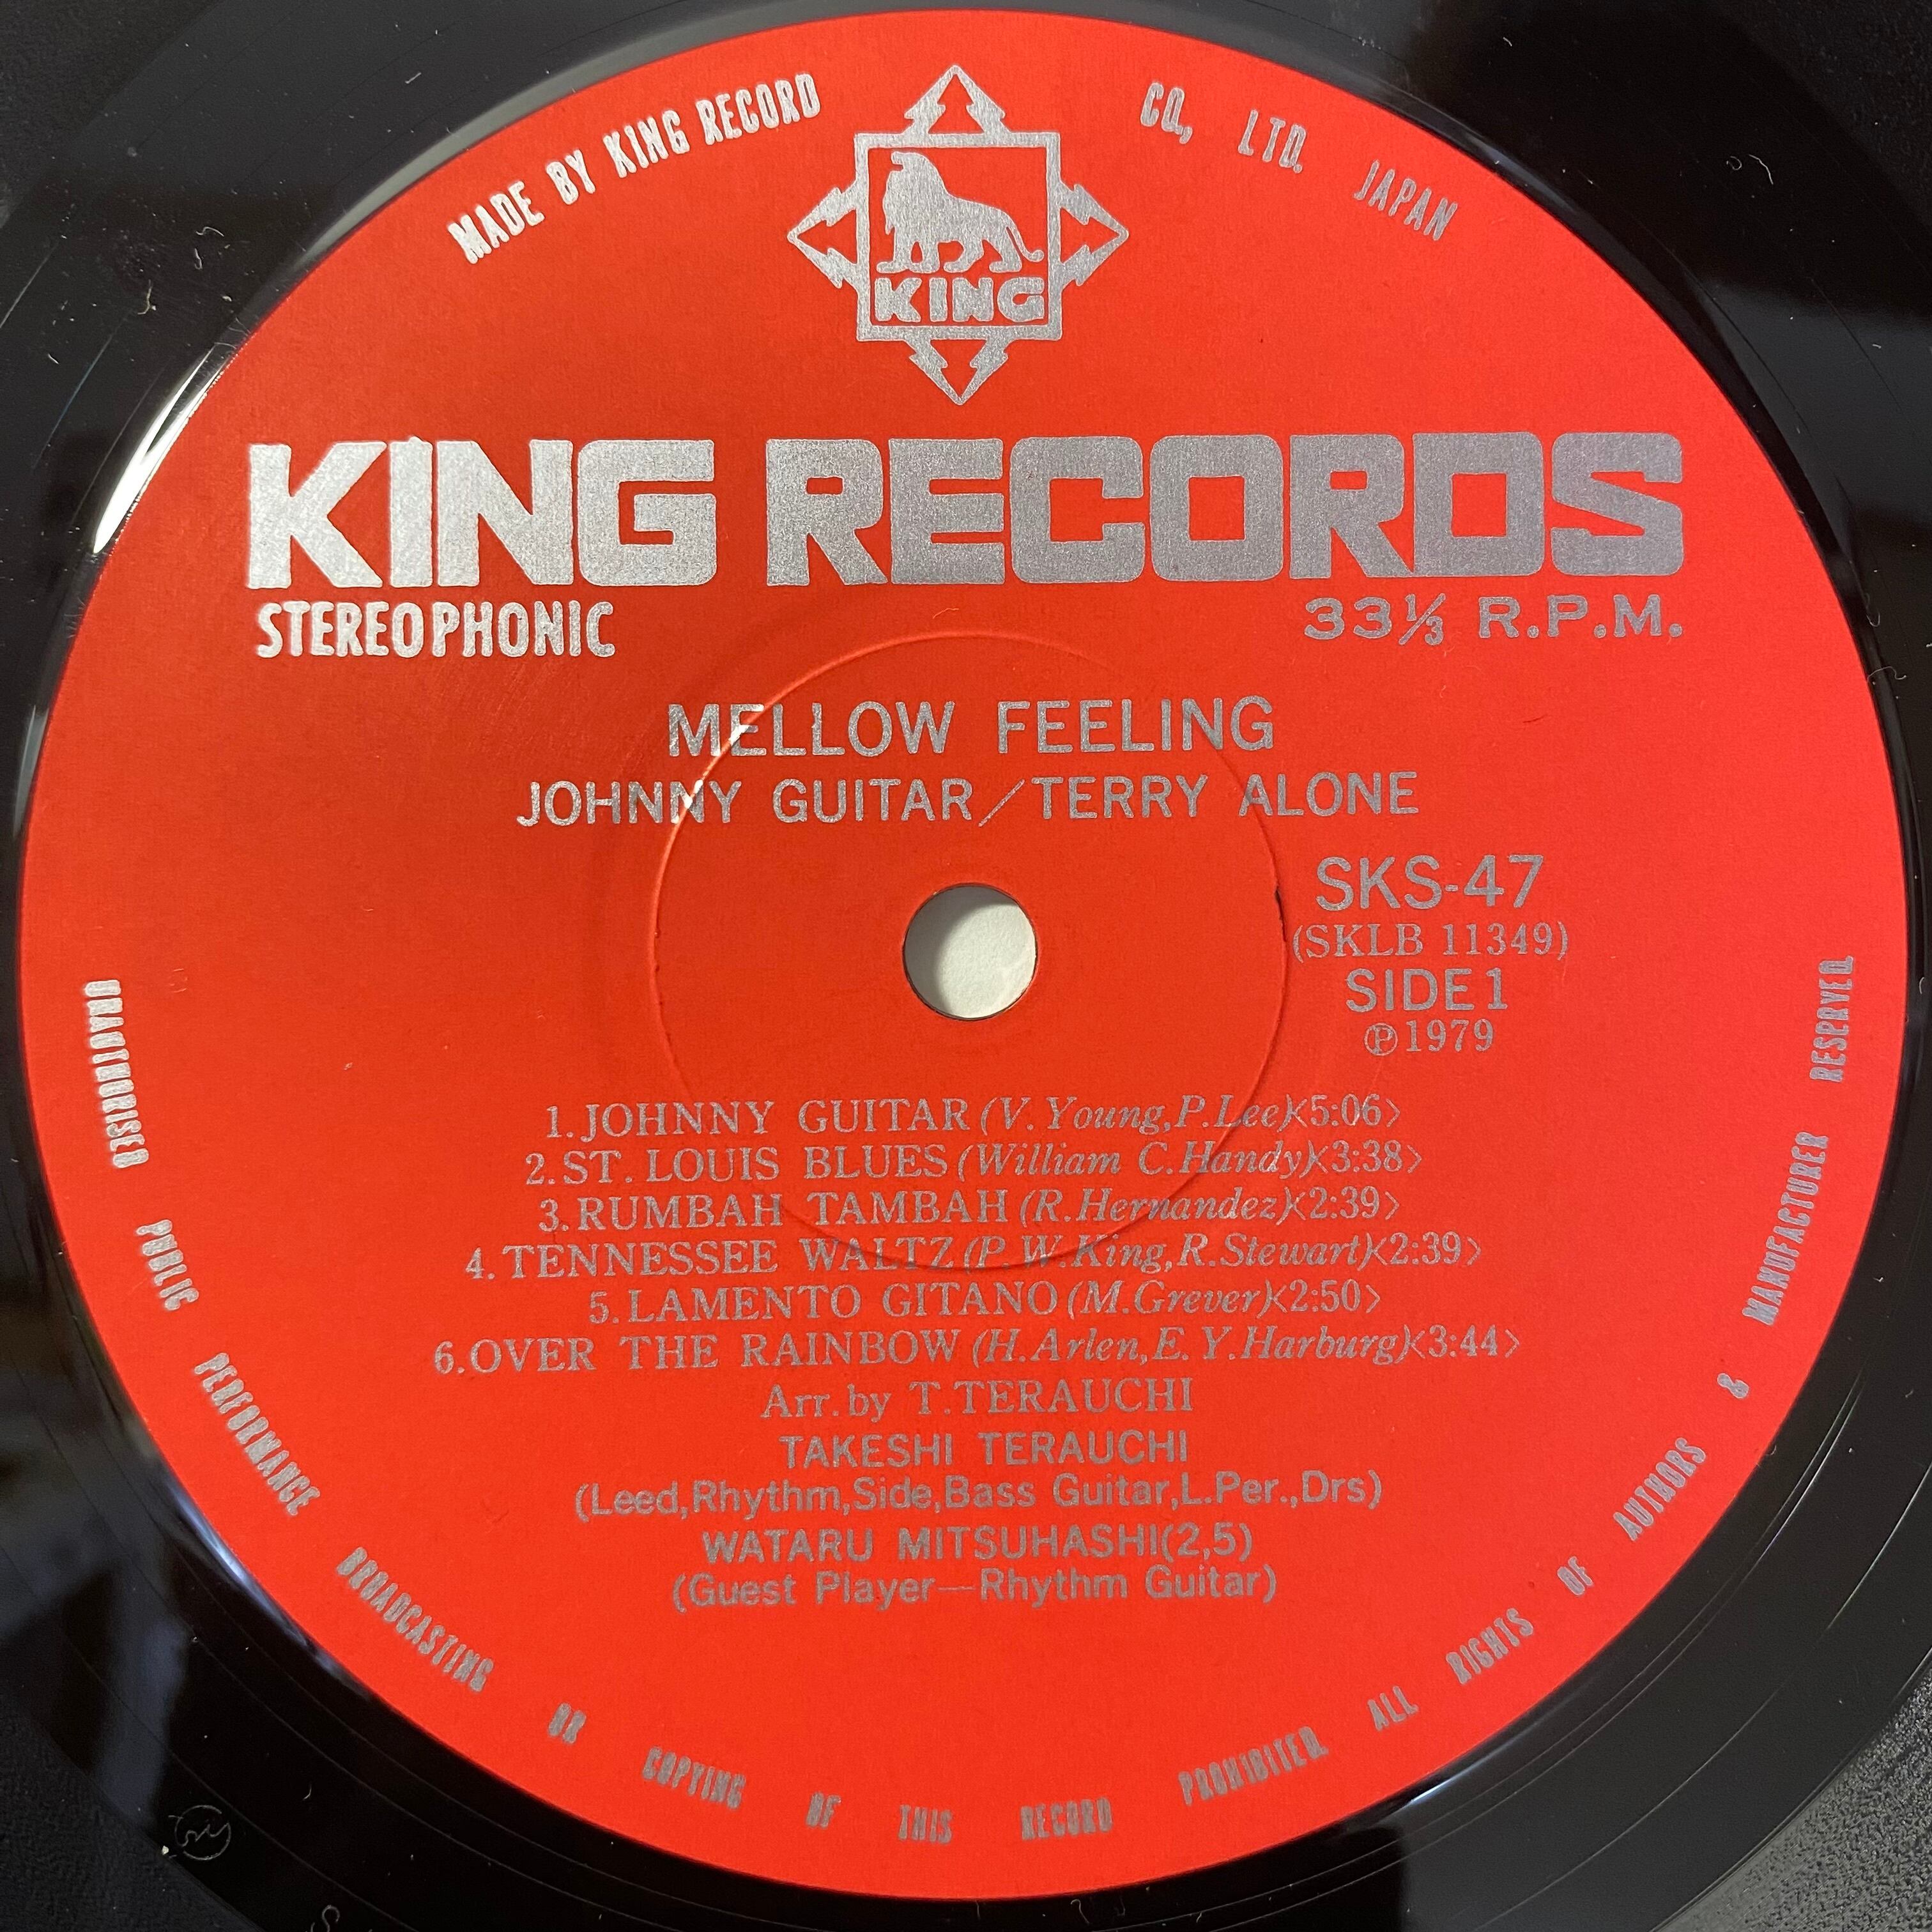 MADE BY KING RECORD CO., LTD. JAPAN
KING
KING RECORDS
STEREOPHONIC
33⅓ R.P.M.
MELLOW FEELING
JOHNNY GUITAR/TERRY ALONE
SKS-47
(SKLB 11349)
SIDE 1
℗1979
1. JOHNNY GUITAR (V. Young, P. Lee) <5:06>
2. ST. LOUIS BLUES (William C. Handy) <3:38>
3. RUMBAH TAMBAH (R. Hernandez) <2:39>
4. TENNESSEE WALTZ (P. W. King, R. Stewart) <2:39>
5. LAMENTO GITANO (M. Grever) <2:50>
6. OVER THE RAINBOW (H. Arlen, E. Y. Harburg) <3:44>
Arr. by T. TERAUCHI
TAKESHI TERAUCHI
(Leed, Rhythm, Side, Bass Guitar, L.Per., Drs)
WATARU MITSUHASHI (2,5)
(Guest Player—Rhythm Guitar)
UNAUTHORIZED PUBLIC PERFORMANCE BROADCASTING OR COPYING OF THIS RECORD PROHIBITED. ALL RIGHTS OF AUTHORS & MANUFACTURER RESERVED.